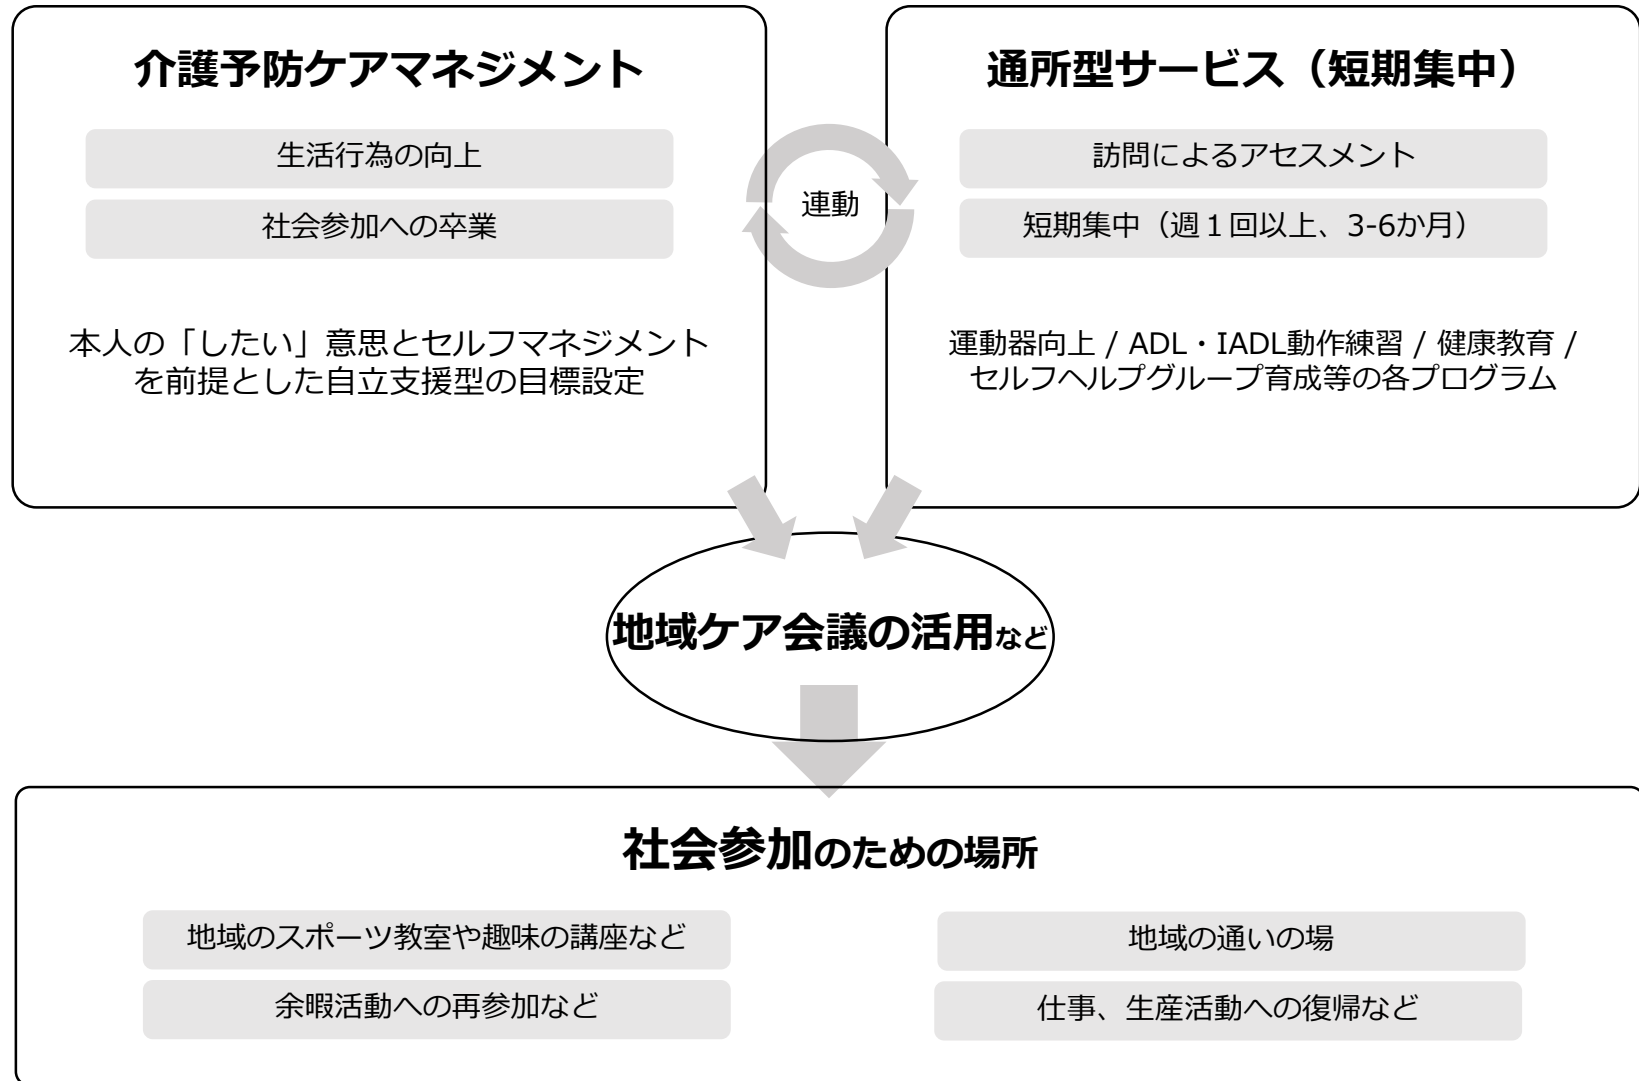 介護予防ケアマネジメント
生活行為の向上
社会参加への卒業
本人の「したい」意思とセルフマネジメント
を前提とした自立支援型の目標設定
連動
通所型サービス（短期集中）
訪問によるアセスメント
短期集中（週１回以上、3-6か月）
運動器向上 / ADL・IADL動作練習 / 健康教育 /
セルフヘルプグループ育成等の各プログラム
地域ケア会議の活用など
社会参加のための場所
地域のスポーツ教室や趣味の講座など
余暇活動への再参加など
地域の通いの場
仕事、生産活動への復帰など